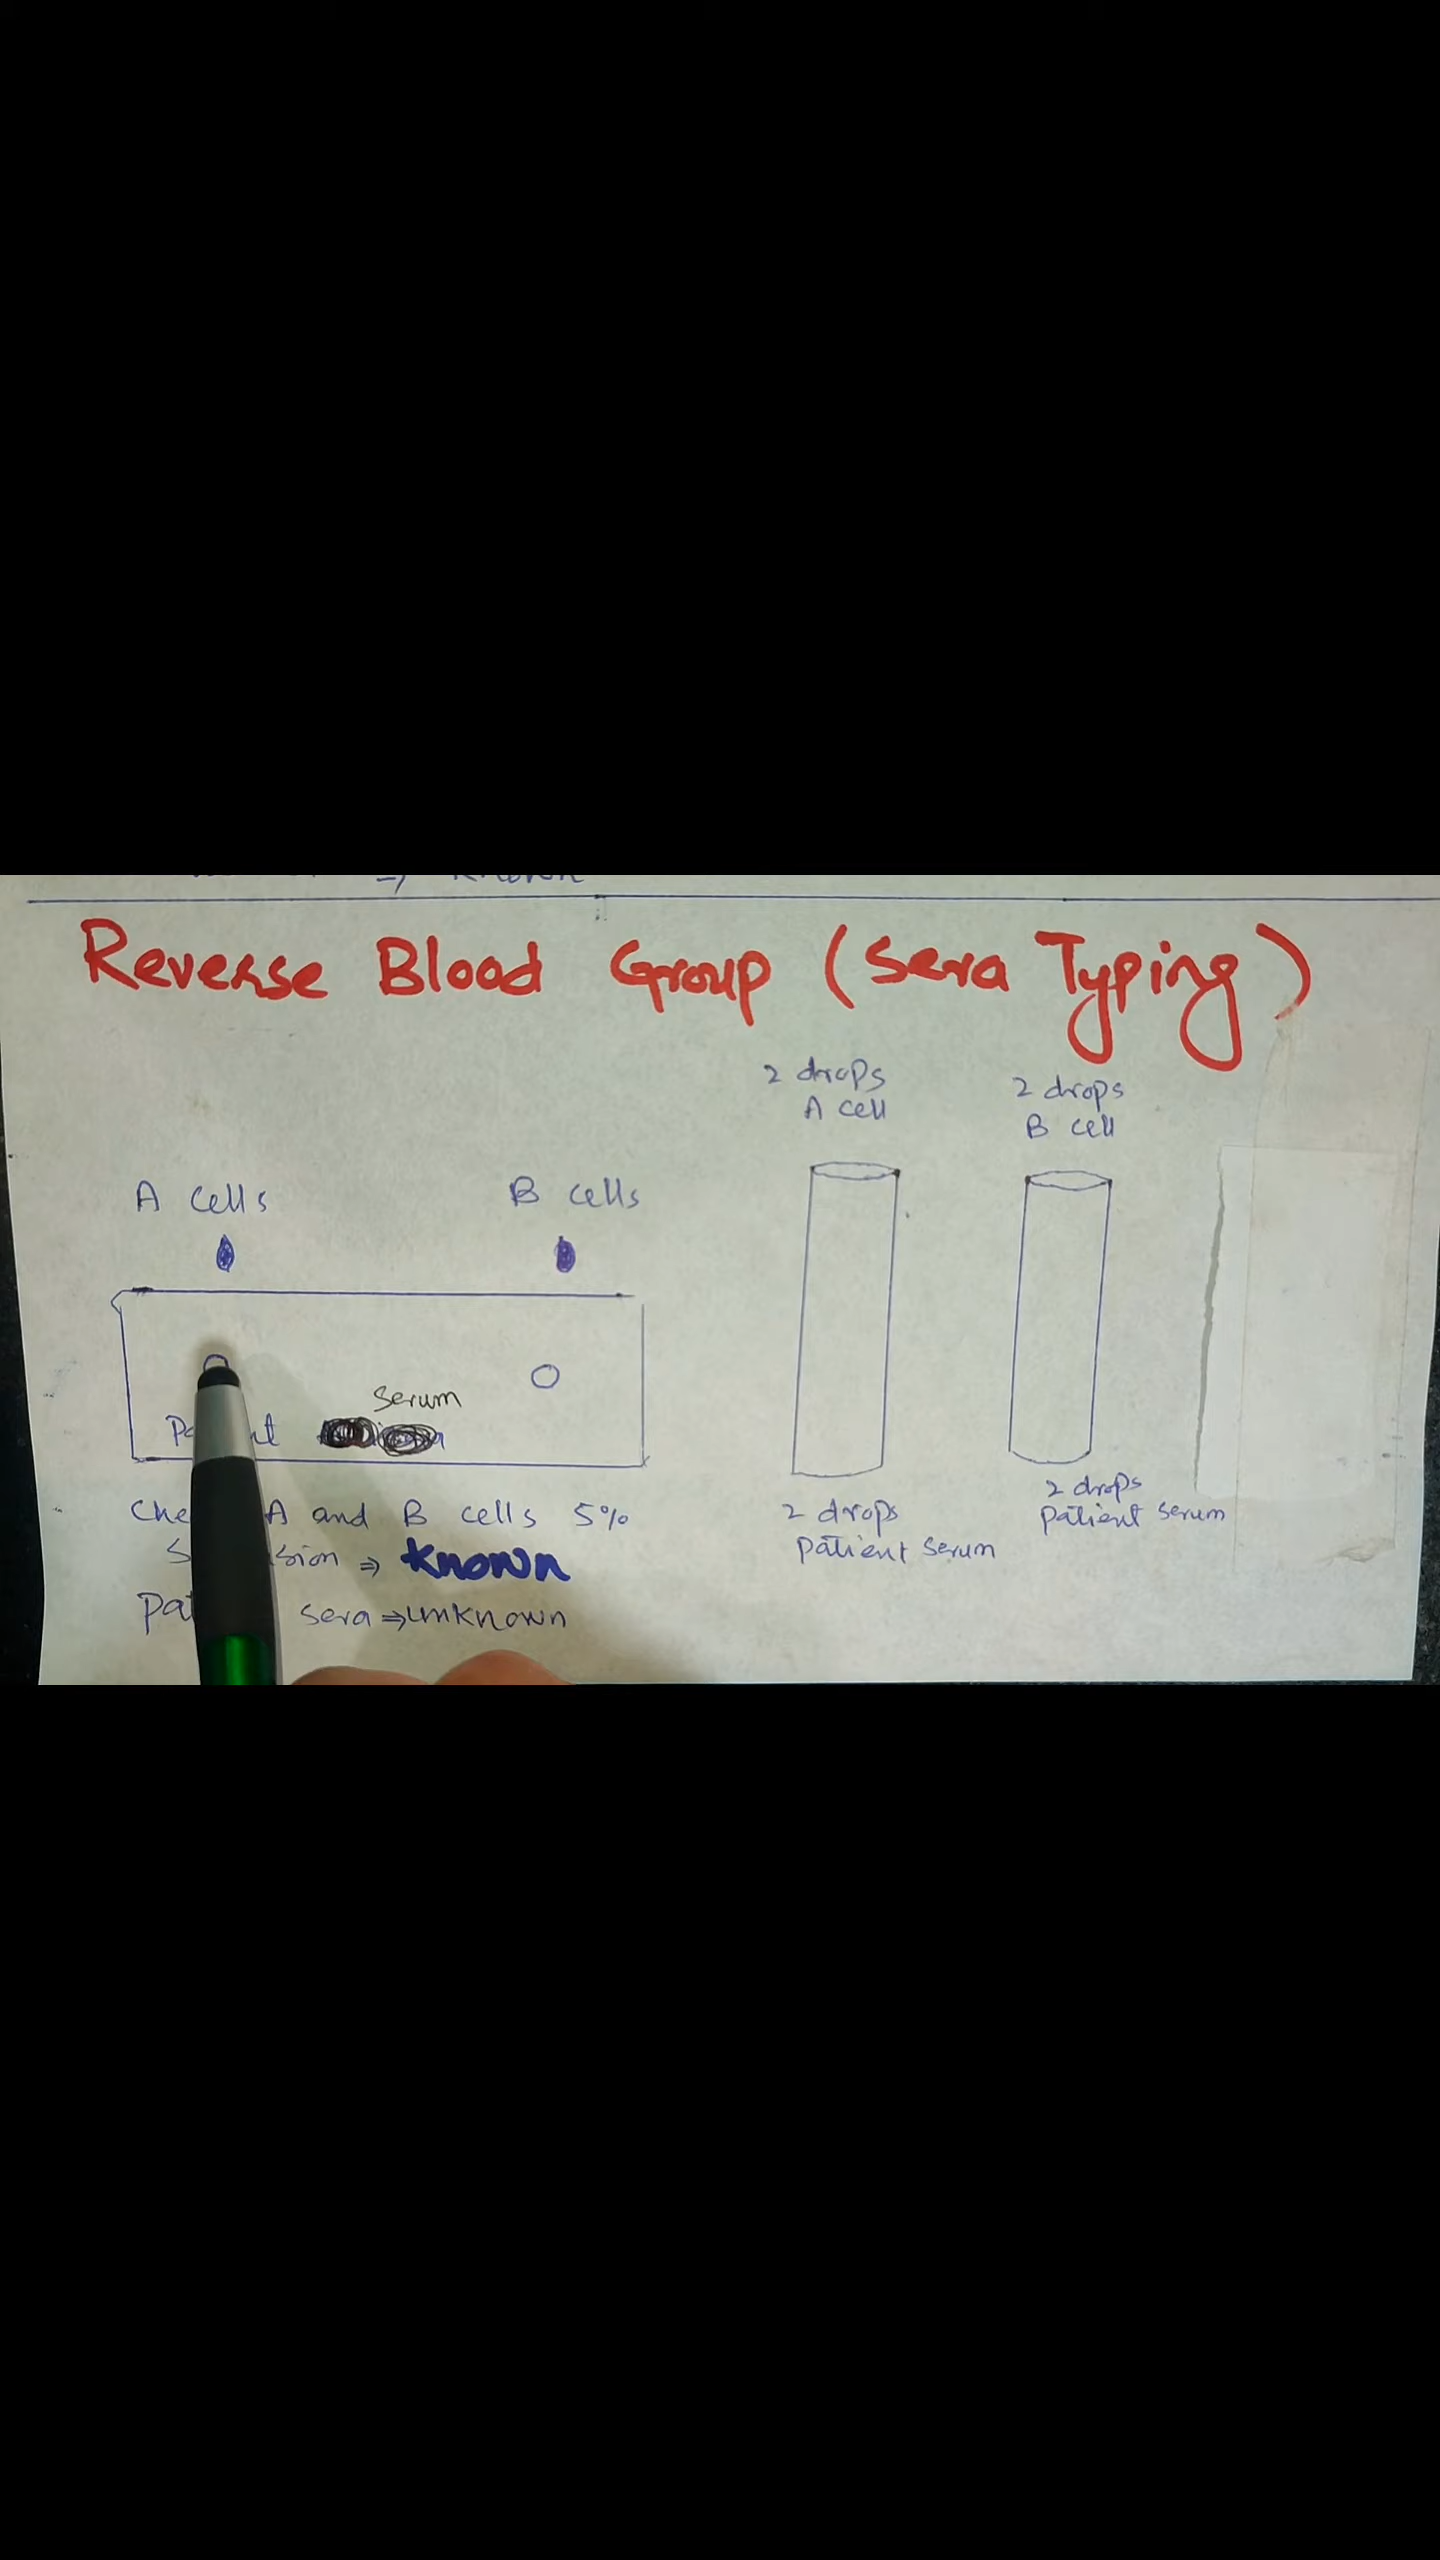 known
Reverse Blood Group (Sera Typing)
A cells
B cells
Serum
A and B cells 5%
⇒ Known
sera ⇒ unknown
2 drops
A cell
2 drops
B cell
2 drops
Patient Serum
2 drops
Patient Serum